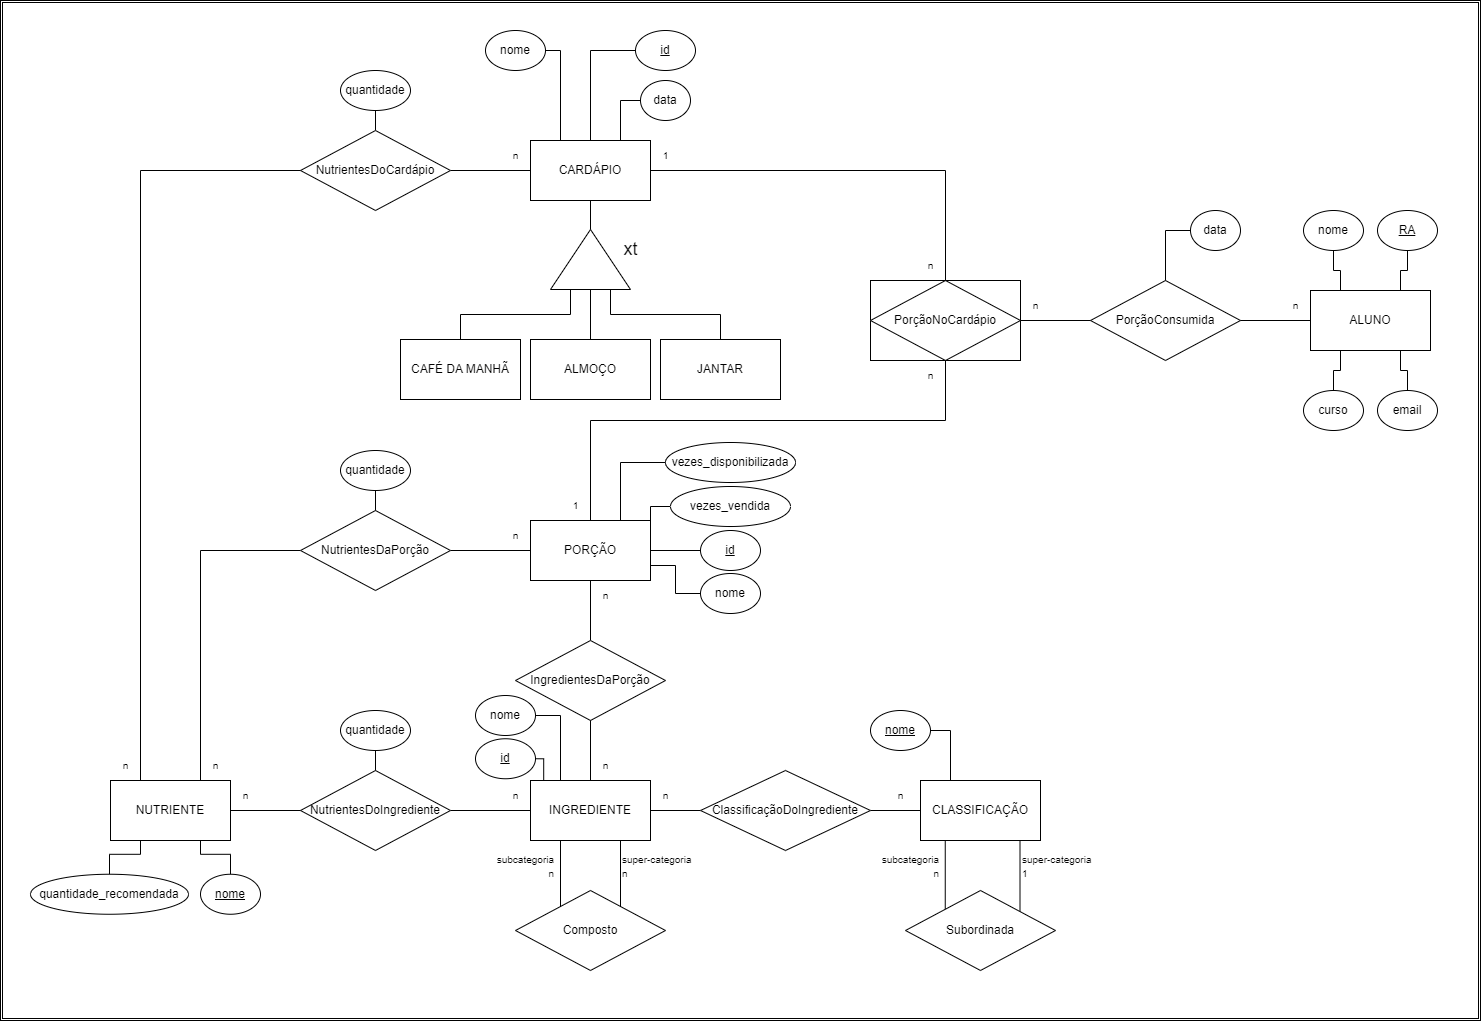 nome
id
quantidade
data
n
CARDÁPIO
1
NutrientesDoCardápio
xt
data
nome
RA
n
PorçãoNoCardápio
n
PorçãoConsumida
n
ALUNO
CAFÉ DA MANHÃ
ALMOÇO
JANTAR
n
curso
email
quantidade
vezes_disponibilizada
1
vezes_vendida
NutrientesDaPorção
n
PORÇÃO
id
nome
n
IngredientesDaPorção
nome
quantidade
nome
id
n
n
n
NUTRIENTE
n
NutrientesDoIngrediente
n
INGREDIENTE
n
ClassificaçãoDoIngrediente
n
CLASSIFICAÇÃO
subcategoria
super-categoria
subcategoria
super-categoria
n
n
n
1
quantidade_recomendada
nome
Composto
Subordinada